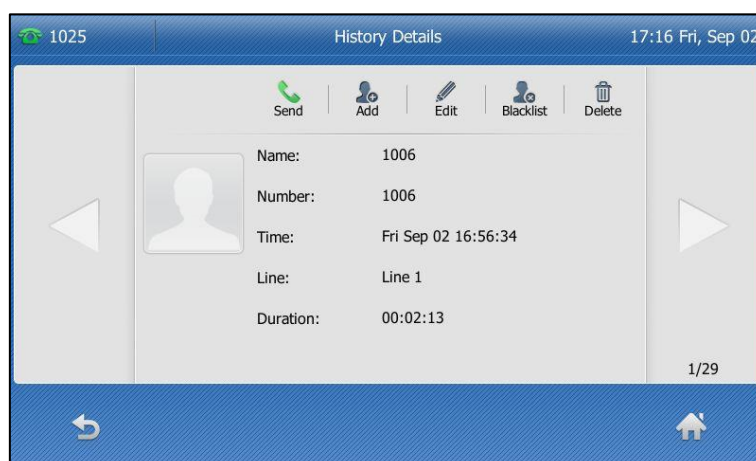 1025 History Details 17:16 Fri, Sep 02
Send Add Edit Blacklist Delete
Name: 1006
Number: 1006
Time: Fri Sep 02 16:56:34
Line: Line 1
Duration: 00:02:13
1/29